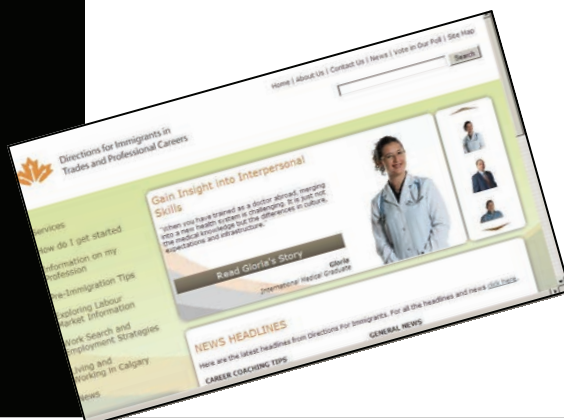 Home | About Us | Contact Us | News | Vote in Our Poll | Site Map
Search
Directions for Immigrants in
Trades and Professional Careers
Services
How do I get started
Information on my
Profession
Pre-Immigration Tips
Exploring Labour
Market Information
Work Search and
Employment Strategies
Living and
Working in Calgary
News
Gain Insight into Interpersonal
Skills
"When you have trained as a doctor abroad, merging
into a new health system is challenging. It is just not
the medical knowledge but the differences in culture,
expectations and infrastructure."
Read Gloria's Story
Gloria
International Medical Graduate
NEWS HEADLINES
Here are the latest headlines from Directions For Immigrants. For all the headlines and news click here.
CAREER COACHING TIPS
GENERAL NEWS